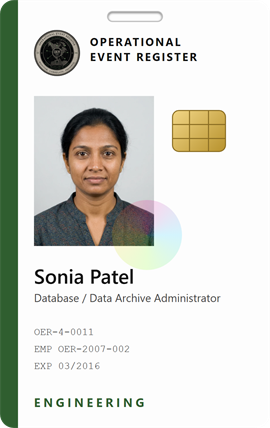 OPERATIONAL
EVENT REGISTER
Sonia Patel
Database / Data Archive Administrator
OER-4-0011
EMP OER-2007-002
EXP 03/2016
ENGINEERING